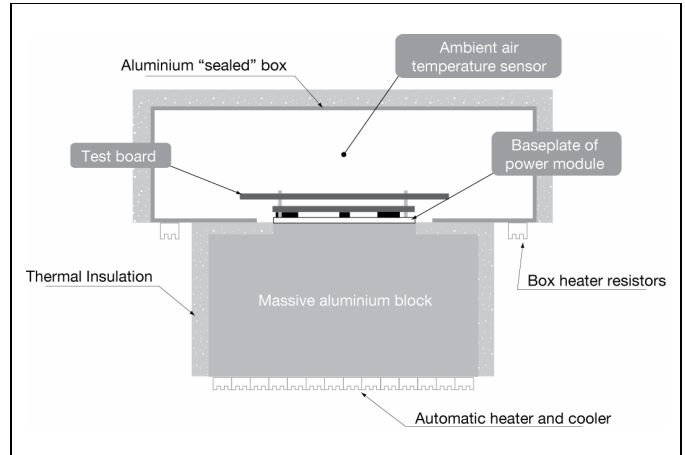 Ambient air
temperature sensor
Aluminium “sealed” box
Test board
Baseplate of
power module
Thermal Insulation
Massive aluminium block
Box heater resistors
Automatic heater and cooler